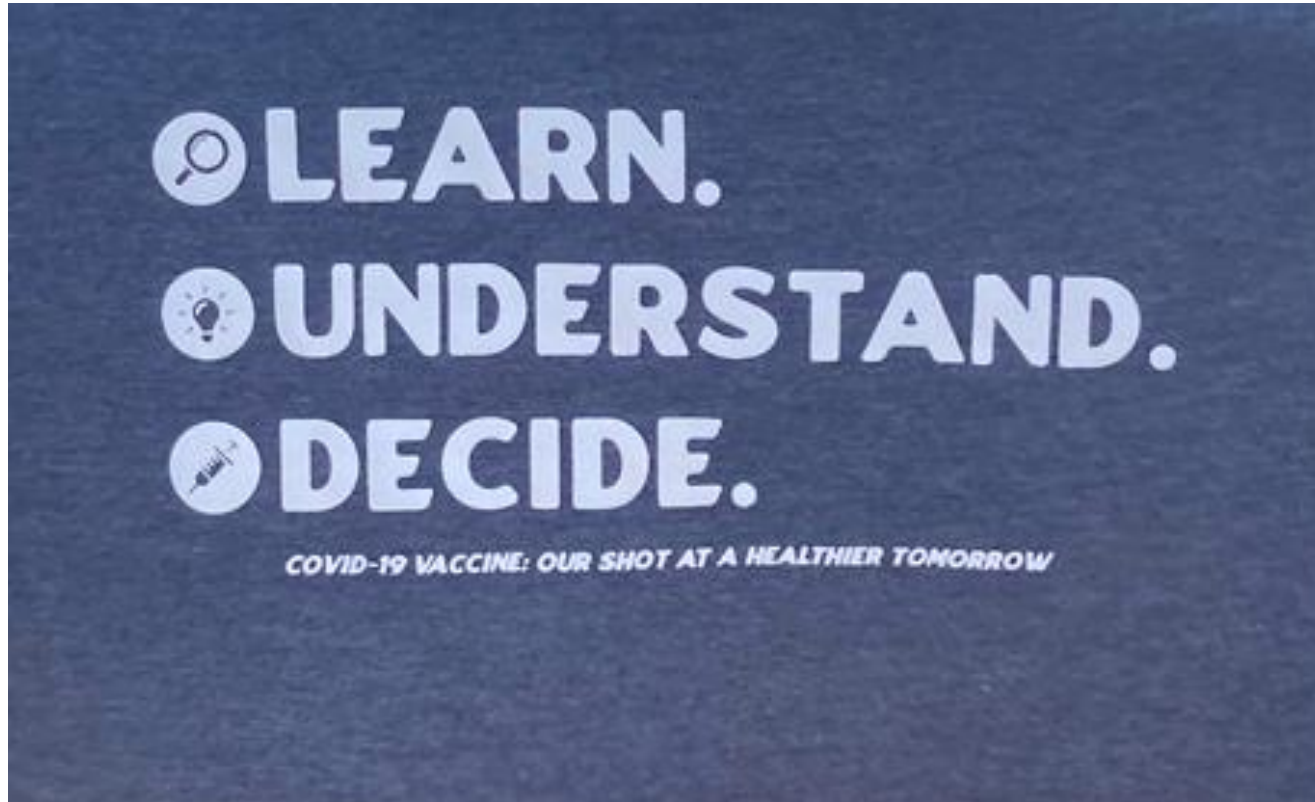 LEARN.
UNDERSTAND.
DECIDE.
COVID-19 VACCINE: OUR SHOT AT A HEALTHIER TOMORROW